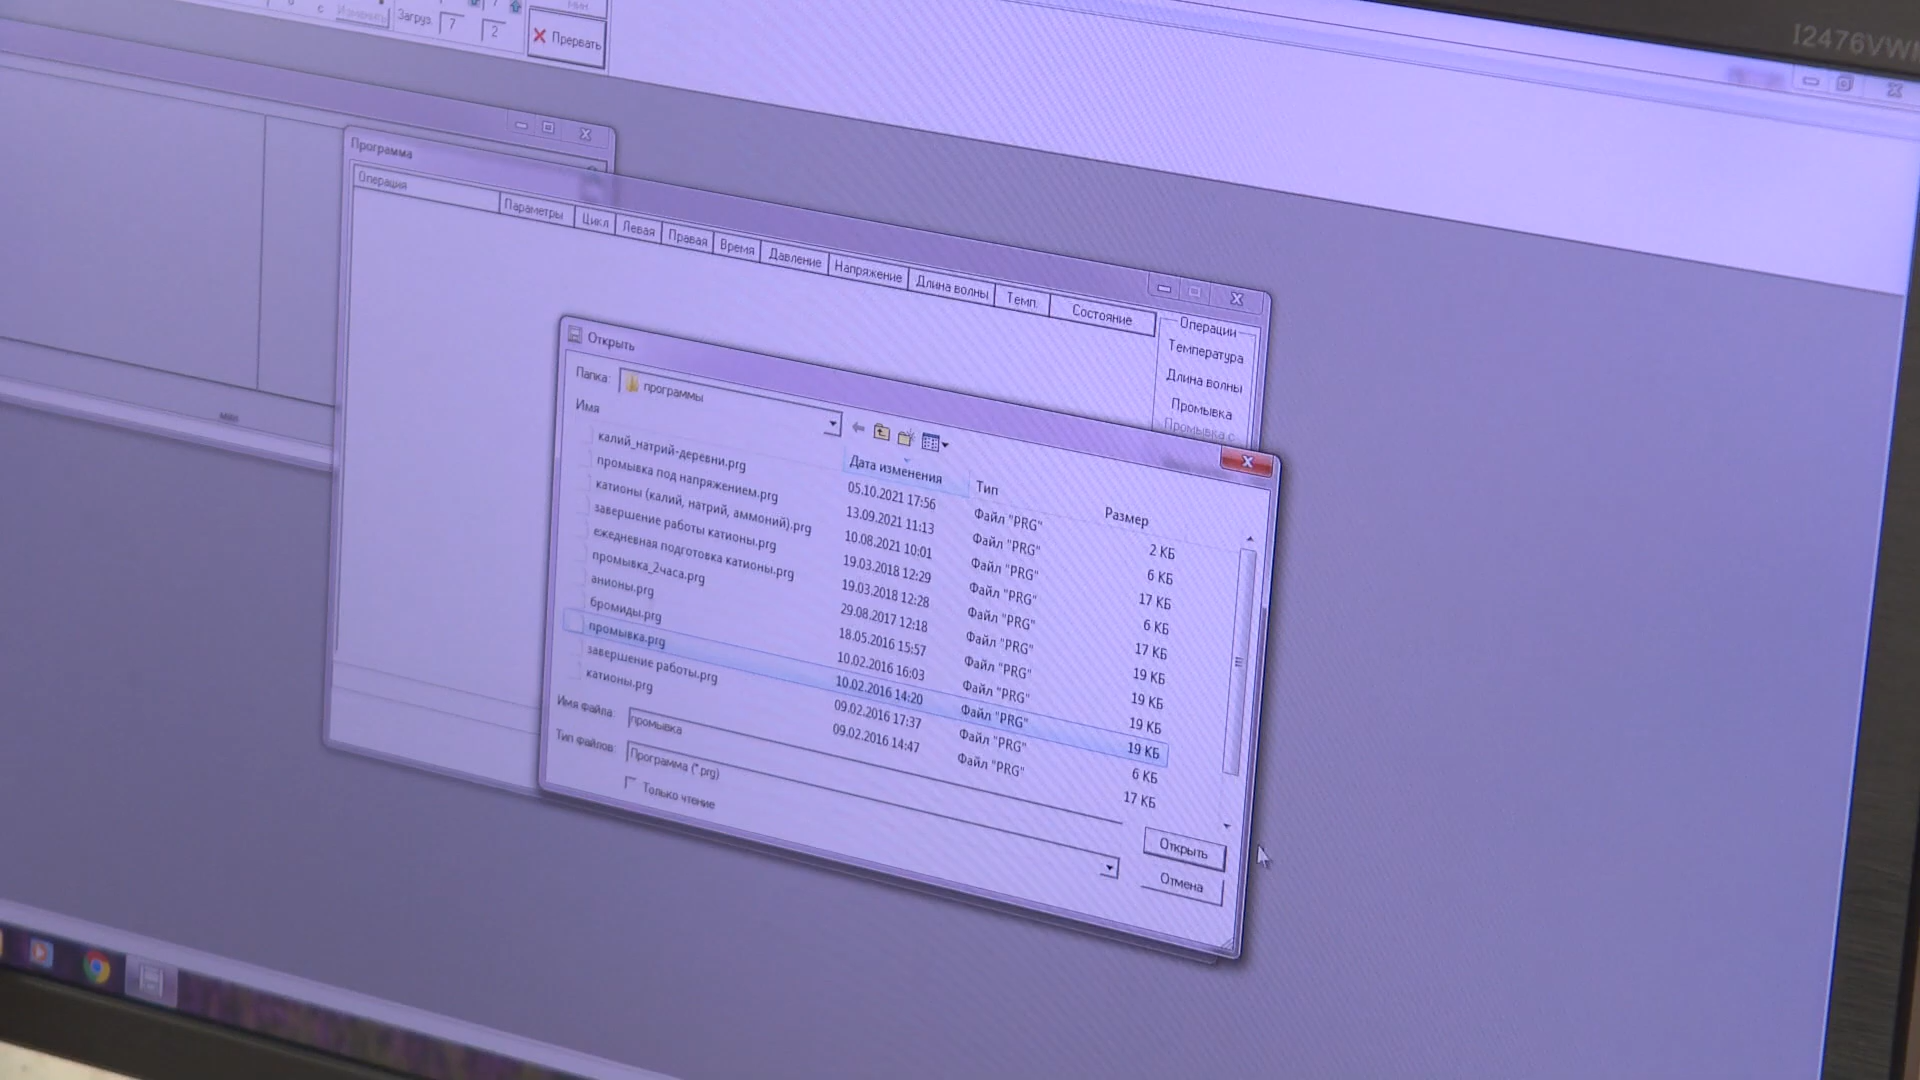 I2476VW
с Изменить Загруз. 7 2
Прервать
мин
Программа
Операция Параметры Цикл Левая Правая Время Давление Напряжение Длина волны Темп. Состояние
Операции
Температура
Длина волны
Промывка
Промывка с
Открыть
Папка: программы
Имя Дата изменения Тип Размер
калий_натрий-деревни.prg 05.10.2021 17:56 Файл "PRG" 2 КБ
промывка под напряжением.prg 13.09.2021 11:13 Файл "PRG" 6 КБ
катионы (калий, натрий, аммоний).prg 10.08.2021 10:01 Файл "PRG" 17 КБ
завершение работы катионы.prg 19.03.2018 12:29 Файл "PRG" 6 КБ
ежедневная подготовка катионы.prg 19.03.2018 12:28 Файл "PRG" 17 КБ
промывка_2часа.prg 29.08.2017 12:18 Файл "PRG" 19 КБ
анионы.prg 18.05.2016 15:57 Файл "PRG" 19 КБ
бромиды.prg 10.02.2016 16:03 Файл "PRG" 19 КБ
промывка.prg 10.02.2016 14:20 Файл "PRG" 19 КБ
завершение работы.prg 09.02.2016 17:37 Файл "PRG" 6 КБ
катионы.prg 09.02.2016 14:47 Файл "PRG" 17 КБ
Имя файла: промывка
Тип файлов: Программа (*.prg)
Только чтение
Открыть
Отмена